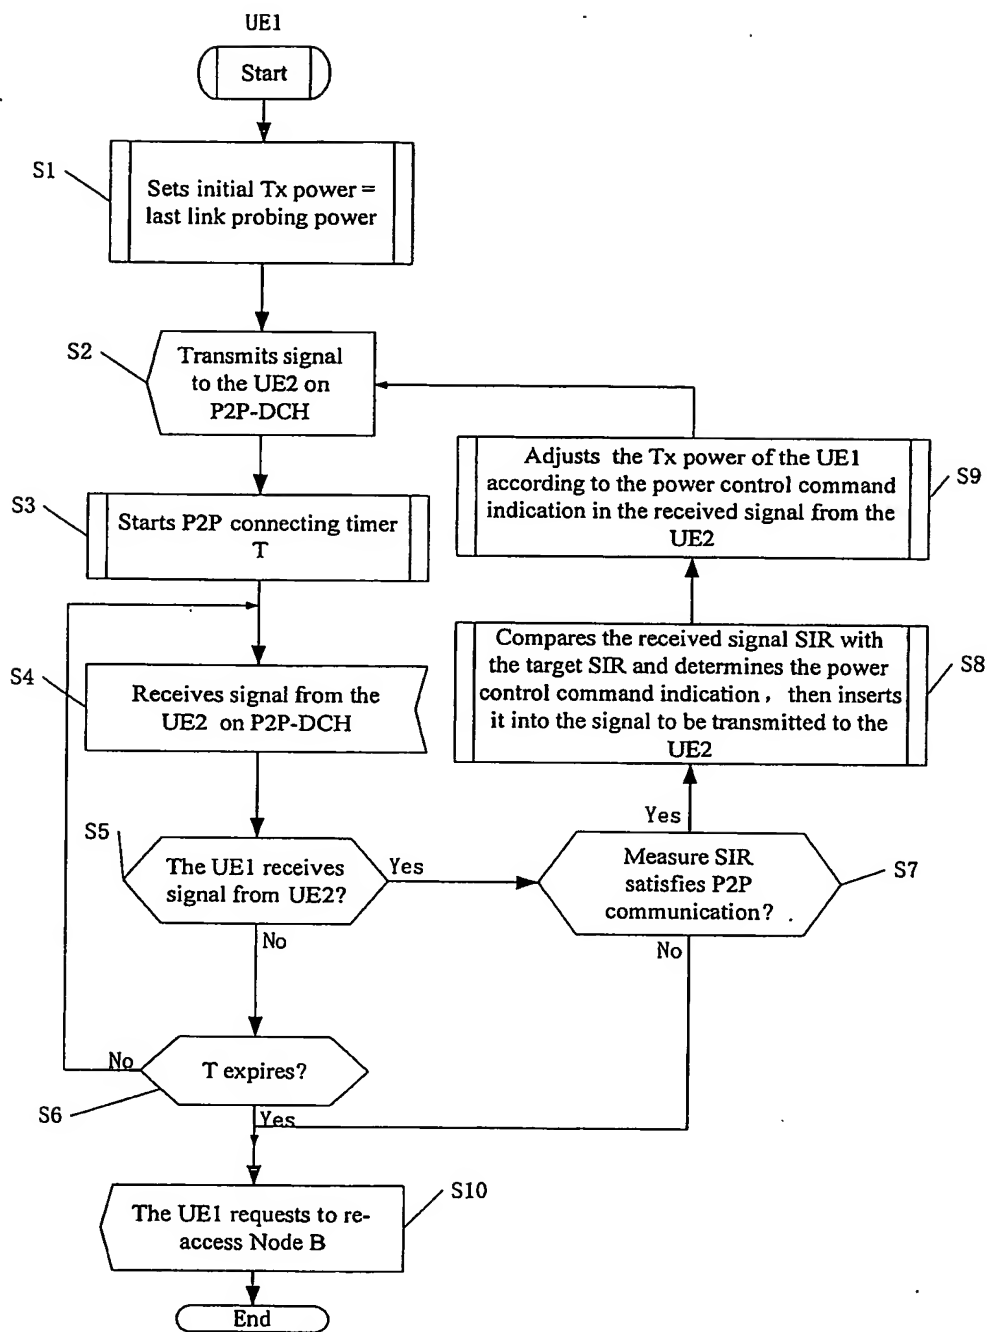 UE1
Start
S1
Sets initial Tx power =
last link probing power
S2
Transmits signal
to the UE2 on
P2P-DCH
S3
Starts P2P connecting timer
T
S4
Receives signal from the
UE2 on P2P-DCH
S5
The UE1 receives
signal from UE2?
Yes
No
S6
T expires?
No
Yes
S7
Measure SIR
satisfies P2P
communication?
Yes
No
S8
Compares the received signal SIR with
the target SIR and determines the power
control command indication, then inserts
it into the signal to be transmitted to the
UE2
S9
Adjusts the Tx power of the UE1
according to the power control command
indication in the received signal from the
UE2
S10
The UE1 requests to re-
access Node B
End